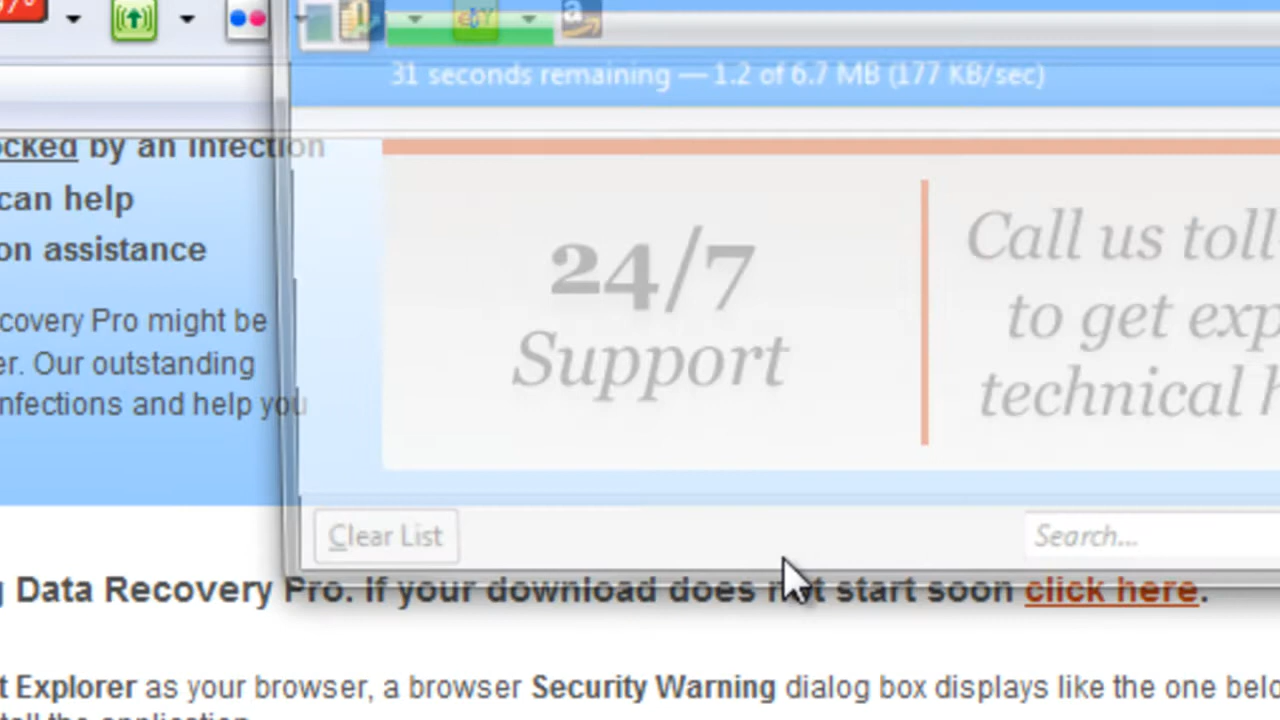 31 seconds remaining — 1.2 of 6.7 MB (177 KB/sec)
ocked by an infection
can help
on assistance
covery Pro might be
er. Our outstanding
nfections and help you
24/7
Support
Call us toll
to get exp
technical h
Clear List
Search...
g Data Recovery Pro. If your download does not start soon click here.
t Explorer as your browser, a browser Security Warning dialog box displays like the one belo